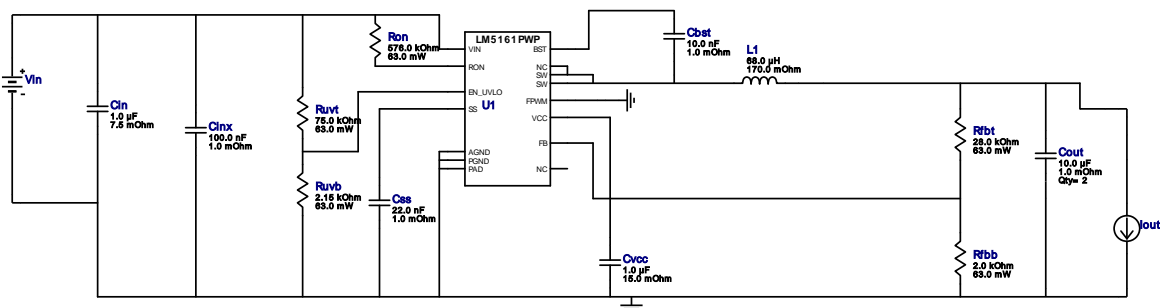 Vin
Cin
1.0 µF
7.5 mOhm
Cinx
100.0 nF
1.0 mOhm
Ron
576.0 kOhm
63.0 mW
Ruvt
75.0 kOhm
63.0 mW
Ruvb
2.15 kOhm
63.0 mW
Css
22.0 nF
1.0 mOhm
LM5161PWP
VIN
RON
EN_UVLO
SS
AGND
PGND
PAD
U1
BST
NC
SW
SW
FPWM
VCC
FB
NC
Cbst
10.0 nF
1.0 mOhm
L1
68.0 µH
170.0 mOhm
Cvcc
1.0 µF
15.0 mOhm
Rfbt
28.0 kOhm
63.0 mW
Rfbb
2.0 kOhm
63.0 mW
Cout
10.0 µF
1.0 mOhm
Qty= 2
Iout